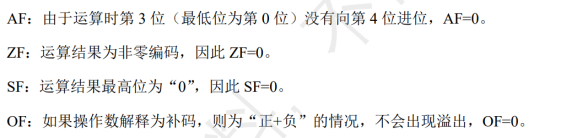 AF：由于运算时第 3 位（最低位为第 0 位）没有向第 4 位进位，AF=0。
ZF：运算结果为非零编码，因此 ZF=0。
SF：运算结果最高位为“0”，因此 SF=0。
OF：如果操作数解释为补码，则为“正+负”的情况，不会出现溢出，OF=0。